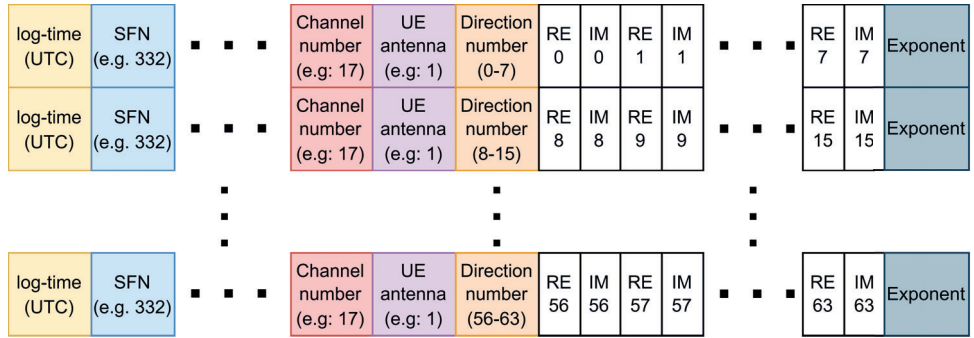 log-time
(UTC)
SFN
(e.g. 332)
Channel
number
(e.g: 17)
UE
antenna
(e.g: 1)
Direction
number
(0-7)
RE
0
IM
0
RE
1
IM
1
RE
7
IM
7
Exponent
log-time
(UTC)
SFN
(e.g. 332)
Channel
number
(e.g: 17)
UE
antenna
(e.g: 1)
Direction
number
(8-15)
RE
8
IM
8
RE
9
IM
9
RE
15
IM
15
Exponent
log-time
(UTC)
SFN
(e.g. 332)
Channel
number
(e.g: 17)
UE
antenna
(e.g: 1)
Direction
number
(56-63)
RE
56
IM
56
RE
57
IM
57
RE
63
IM
63
Exponent